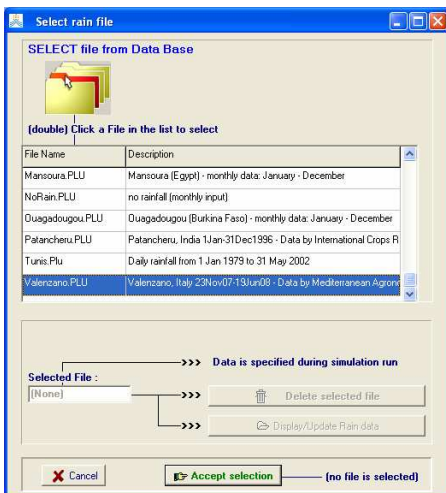 Select rain file
SELECT file from Data Base
(double) Click a File in the list to select
File Name Description
Mansoura.PLU Mansoura (Egypt) - monthly data: January - December
NoRain.PLU no rainfall (monthly input)
Ouagadougou.PLU Ouagadougou (Burkina Faso) - monthly data: January - December
Patancheru.PLU Patancheru, India 1Jan-31Dec1996 - Data by International Crops R
Tunis.Plu Daily rainfall from 1 Jan 1979 to 31 May 2002
Valenzano.PLU Valenzano, Italy 23Nov07-19Jun08 - Data by Mediterranean Agrono
>>> Data is specified during simulation run
Selected File :
(None) >>> Delete selected file
>>> Display/Update Rain data
Cancel Accept selection (no file is selected)